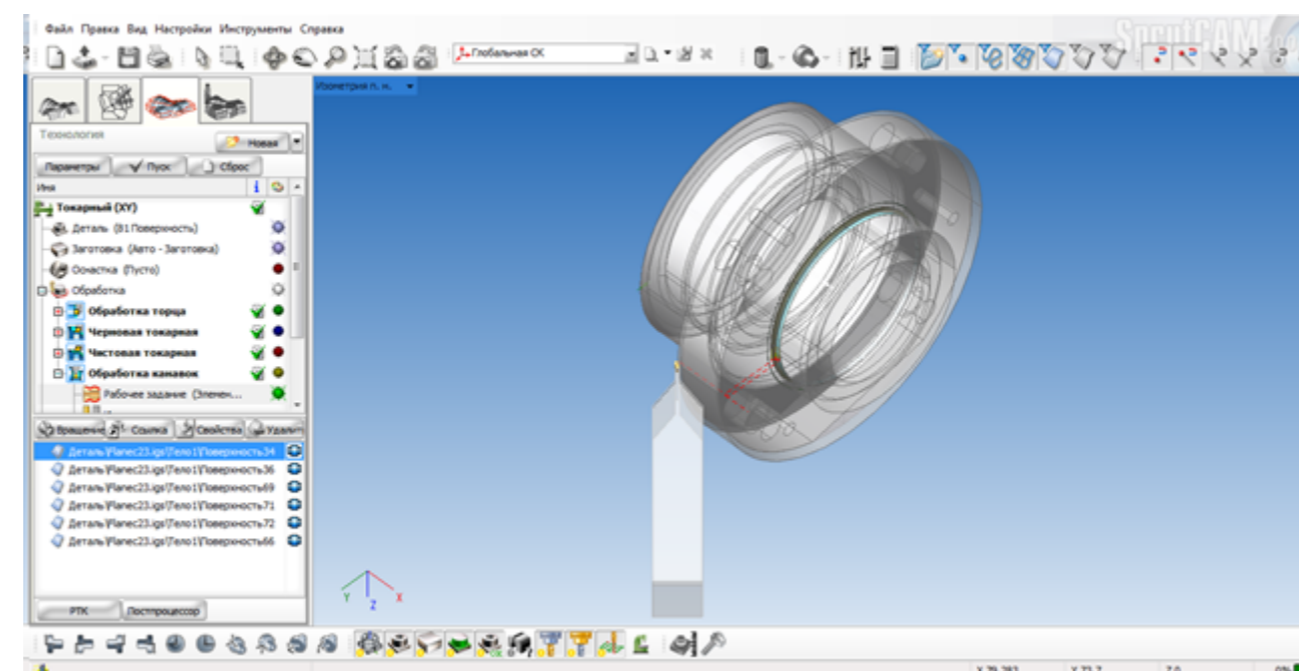 Файл Правка Вид Настройки Инструменты Справка
SprutCAM
Глобальная СК
Изометрия п. н.
Технология
Новая
Параметры Пуск Сброс
Имя
Токарный (XY)
Деталь (81 Поверхность)
Заготовка (Авто - Заготовка)
Оснастка (Пусто)
Обработка
Обработка торца
Черновая токарная
Чистовая токарная
Обработка канавок
Рабочее задание (Элемен...
Вращение Ссылка Свойства Удалит
Деталь\Flanec23.igs\Тело1\Поверхность34
Деталь\Flanec23.igs\Тело1\Поверхность36
Деталь\Flanec23.igs\Тело1\Поверхность69
Деталь\Flanec23.igs\Тело1\Поверхность71
Деталь\Flanec23.igs\Тело1\Поверхность72
Деталь\Flanec23.igs\Тело1\Поверхность66
Y Z X
РТК Постпроцессор
0%